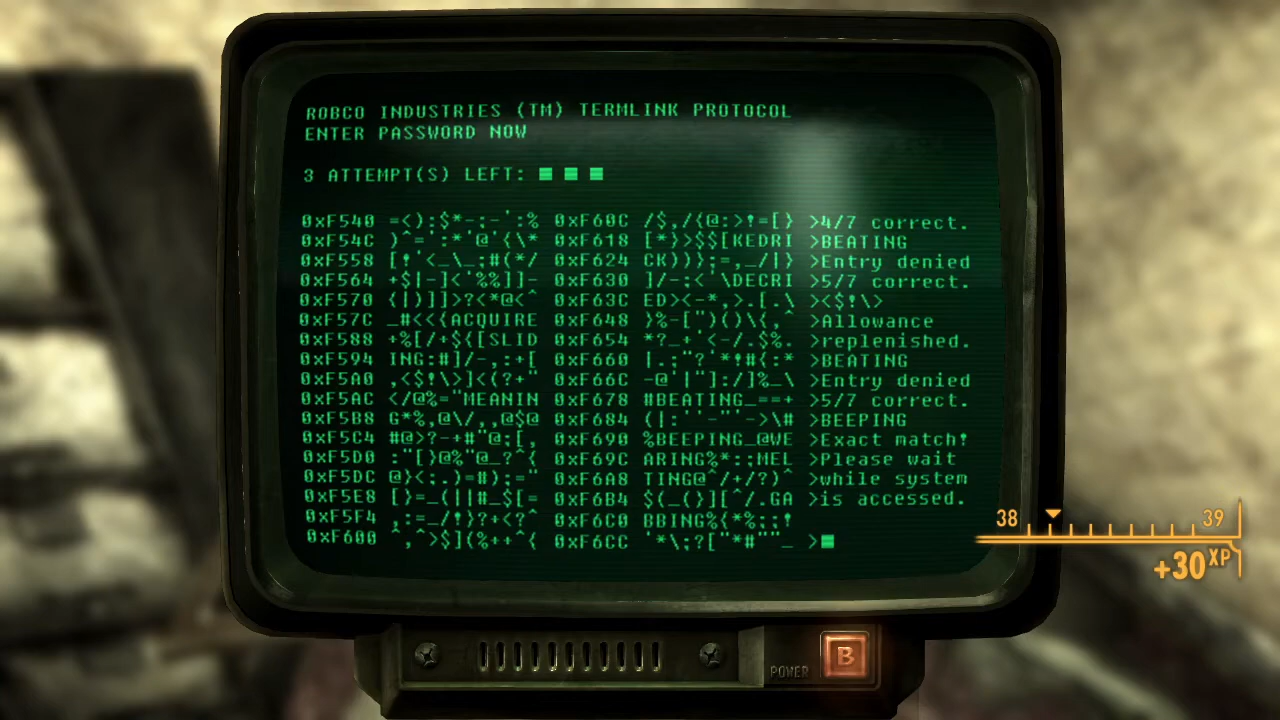 ROBCO INDUSTRIES (TM) TERMLINK PROTOCOL
ENTER PASSWORD NOW
3 ATTEMPT(S) LEFT: ■ ■ ■
0xF540 =<):$*-:-':% 0xF60C /$,/{@:>!=[} >4/7 correct.
0xF54C )^=':*'@'{\* 0xF618 [*}>$$[KEDRI >BEATING
0xF558 [!'<_\_;#(*/ 0xF624 CK))};=,_/|} >Entry denied
0xF564 +$|-]<'%%]]- 0xF630 ]/-;<'\DECRI >5/7 correct.
0xF570 {|)]]>?<*@<^ 0xF63C ED><-*,>.[.\ ><$!\>
0xF57C _#<<{ACQUIRE 0xF648 }%-[")()\{,^ >Allowance
0xF588 +%[/+${[SLID 0xF654 *?_+'<-/.$%. >replenished.
0xF594 ING:#]/-,:+[ 0xF660 |.;"?'*!#{:* >BEATING
0xF5A0 ,<$!\>]<(?+" 0xF66C -@'|"]:/]%_\ >Entry denied
0xF5AC </@%="MEANIN 0xF678 #BEATING_==+ >5/7 correct.
0xF5B8 G*%,@\/,,@$@ 0xF684 (|:''-"'->\# >BEEPING
0xF5C4 #@>?-+#"@;[, 0xF690 %BEEPING_@WE >Exact match!
0xF5D0 :"[}@%"@_?^{ 0xF69C ARING%*:;MEL >Please wait
0xF5DC @}<;.)=#);=" 0xF6A8 TING@^/+/?)^ >while system
0xF5E8 [}=_(||#_$[= 0xF6B4 $(_(}][^/.GA >is accessed.
0xF5F4 ,:=_/!}?+<?^ 0xF6C0 BBING%{*%;;!
0xF600 ^,^>$](%++^{ 0xF6CC '*\;?["*#""_ >■
38 39
+30 XP
POWER B